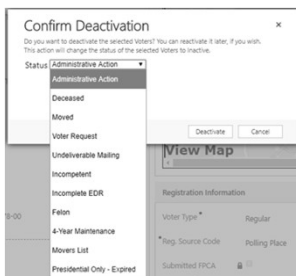 Confirm Deactivation
×
Do you want to deactivate the selected Voters? You can reactivate it later, if you wish.
This action will change the status of the selected Voters to inactive.
Status Administrative Action
Administrative Action
Deceased
Moved
Voter Request
Undeliverable Mailing
Incompetent
Incomplete EDR
Felon
4-Year Maintenance
Movers List
Presidential Only - Expired
Deactivate Cancel
View Map
Registration Information
8-00
Voter Type * Regular
* Reg. Source Code Polling Place
Submitted FPCA